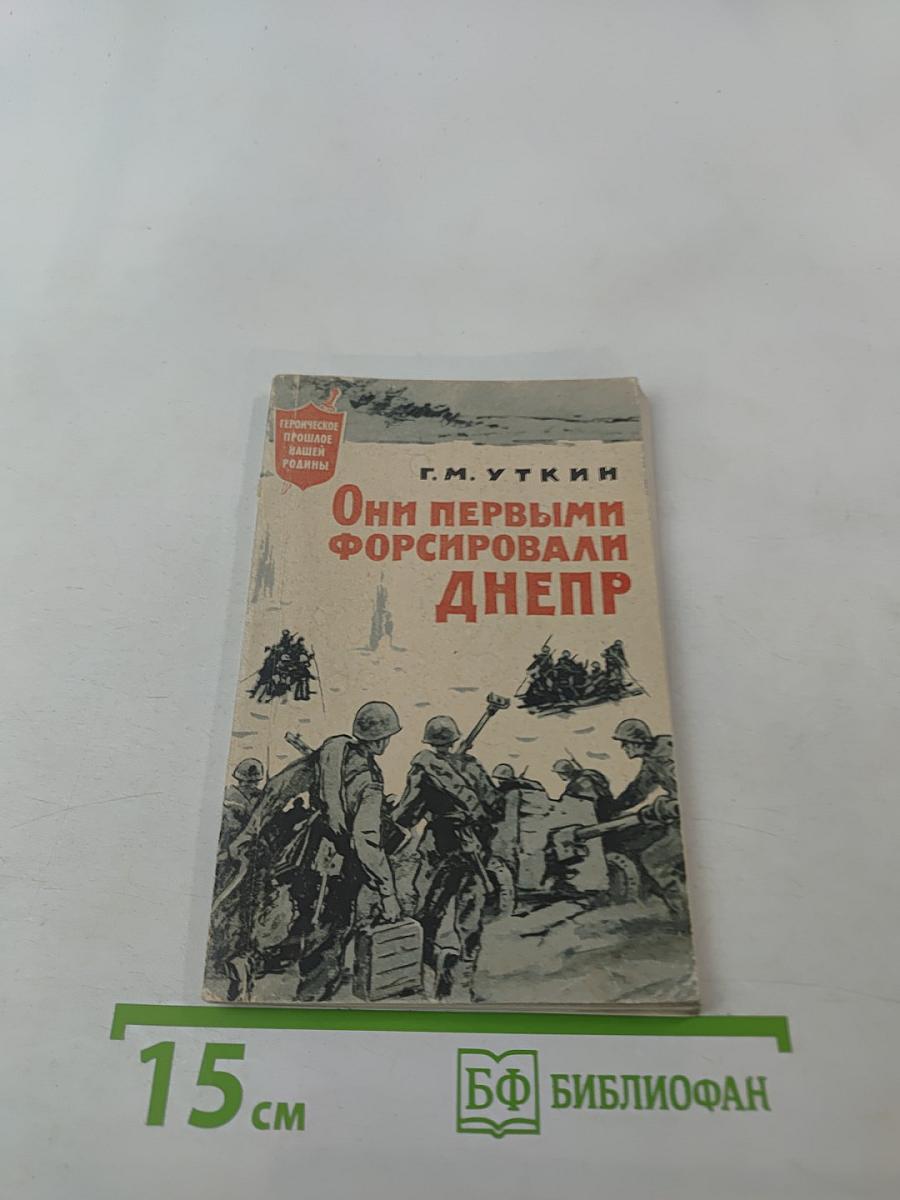 ГЕРОИЧЕСКОЕ
ПРОШЛОЕ
НАШЕЙ
РОДИНЫ
Г.М. УТКИН
ОНИ ПЕРВЫМИ
ФОРСИРОВАЛИ
ДНЕПР
15 см
БФ БИБЛИОФАН